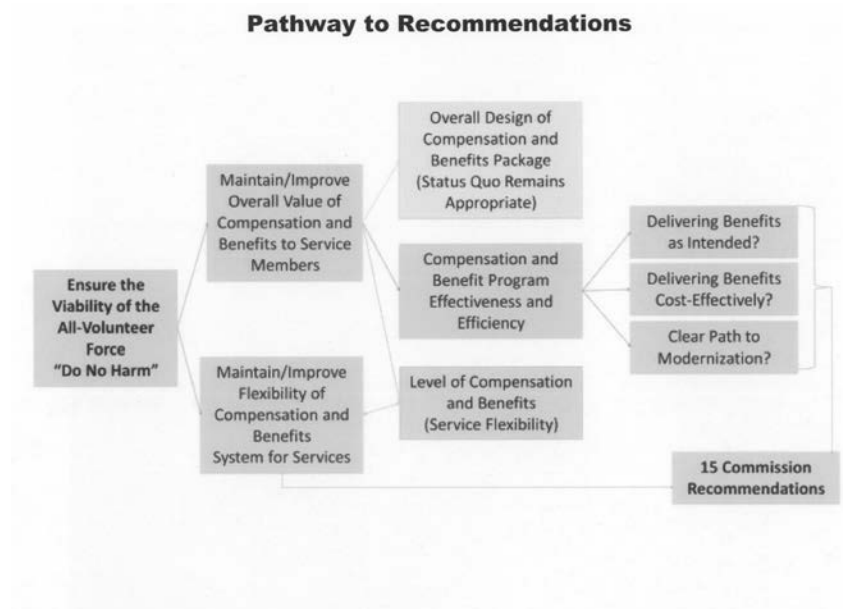 Pathway to Recommendations
Ensure the
Viability of the
All-Volunteer
Force
“Do No Harm”
Maintain/Improve
Overall Value of
Compensation and
Benefits to Service
Members
Maintain/Improve
Flexibility of
Compensation and
Benefits
System for Services
Overall Design of
Compensation and
Benefits Package
(Status Quo Remains
Appropriate)
Compensation and
Benefit Program
Effectiveness and
Efficiency
Level of Compensation
and Benefits
(Service Flexibility)
Delivering Benefits
as Intended?
Delivering Benefits
Cost-Effectively?
Clear Path to
Modernization?
15 Commission
Recommendations